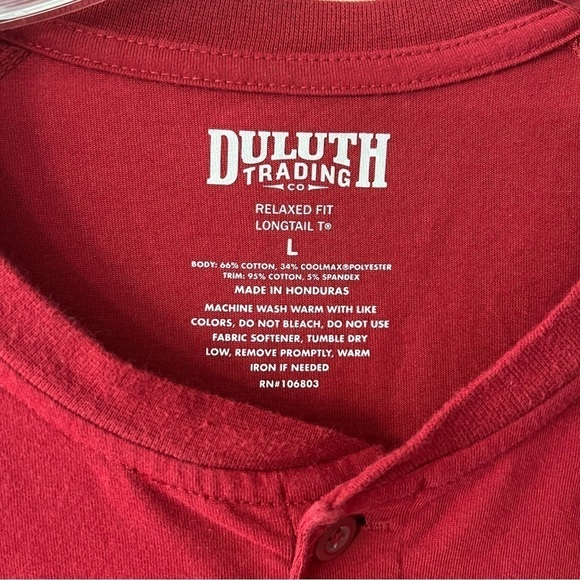 DULUTH
TRADING
CO
RELAXED FIT
LONGTAIL T®
L
BODY: 66% COTTON, 34% COOLMAX®POLYESTER
TRIM: 95% COTTON, 5% SPANDEX
MADE IN HONDURAS
MACHINE WASH WARM WITH LIKE
COLORS, DO NOT BLEACH, DO NOT USE
FABRIC SOFTENER, TUMBLE DRY
LOW, REMOVE PROMPTLY, WARM
IRON IF NEEDED
RN#106803